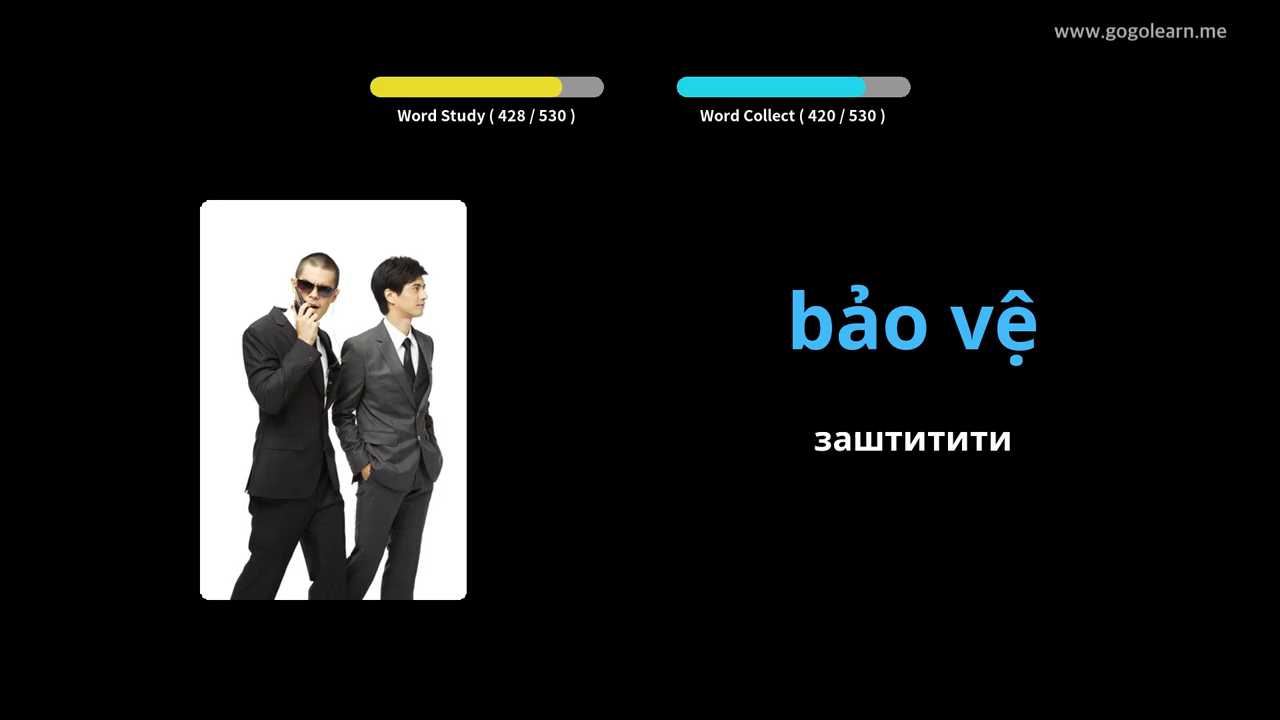 www.gogolearn.me
Word Study ( 428 / 530 )
Word Collect ( 420 / 530 )
bảo vệ
заштитити